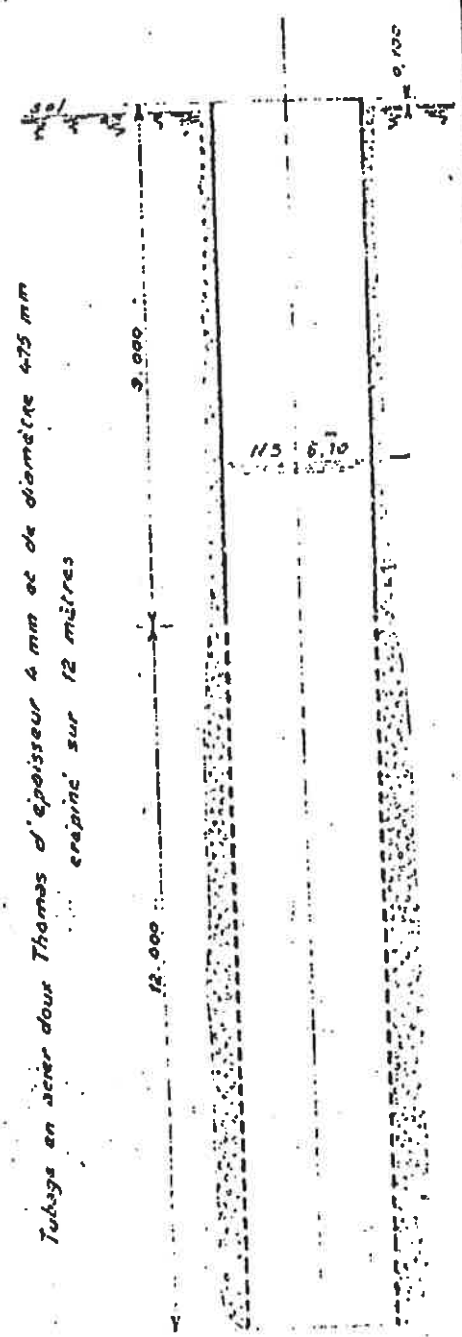 sol
0,100
9.000
NS 6,70
12.000
Tubage en acier doux Thomas d'épaisseur 4 mm et de diamètre 475 mm
crépiné sur 12 mètres